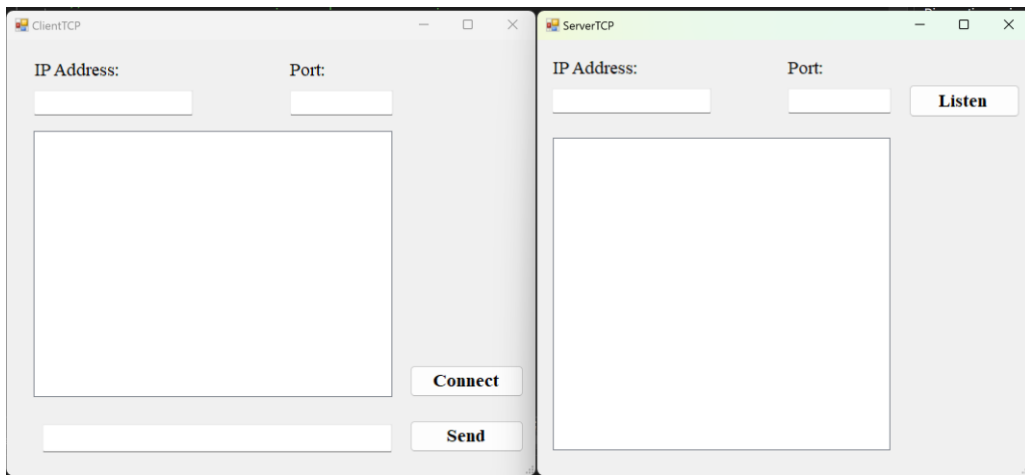 ClientTCP
IP Address:
Port:
Connect
Send
ServerTCP
IP Address:
Port:
Listen